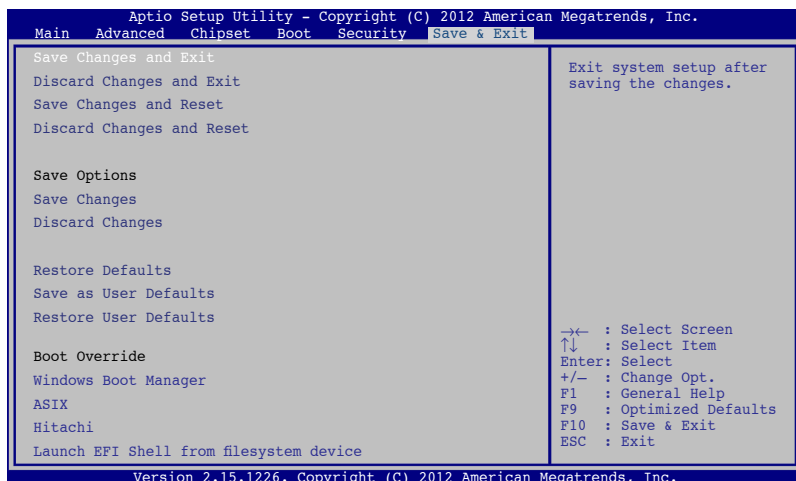 Aptio Setup Utility – Copyright (C) 2012 American Megatrends, Inc.
Main Advanced Chipset Boot Security Save & Exit
Save Changes and Exit
Discard Changes and Exit
Save Changes and Reset
Discard Changes and Reset
Save Options
Save Changes
Discard Changes
Restore Defaults
Save as User Defaults
Restore User Defaults
Boot Override
Windows Boot Manager
ASIX
Hitachi
Launch EFI Shell from filesystem device
Exit system setup after
saving the changes.
→← : Select Screen
↑↓ : Select Item
Enter: Select
+/— : Change Opt.
F1 : General Help
F9 : Optimized Defaults
F10 : Save & Exit
ESC : Exit
Version 2.15.1226. Copyright (C) 2012 American Megatrends, Inc.